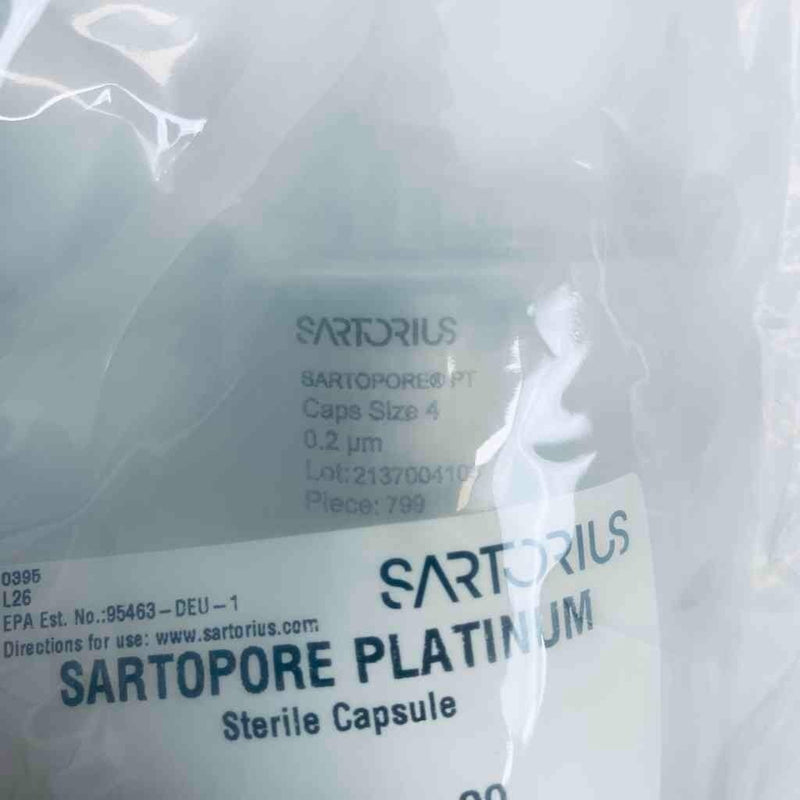 SARTORIUS
SARTOPORE® PT
Caps Size 4
0.2 µm
Lot:213700410
Piece: 799
0395
L26
EPA Est. No.:95463-DEU-1
Directions for use: www.sartorius.com
SARTORIUS
SARTOPORE PLATINUM
Sterile Capsule